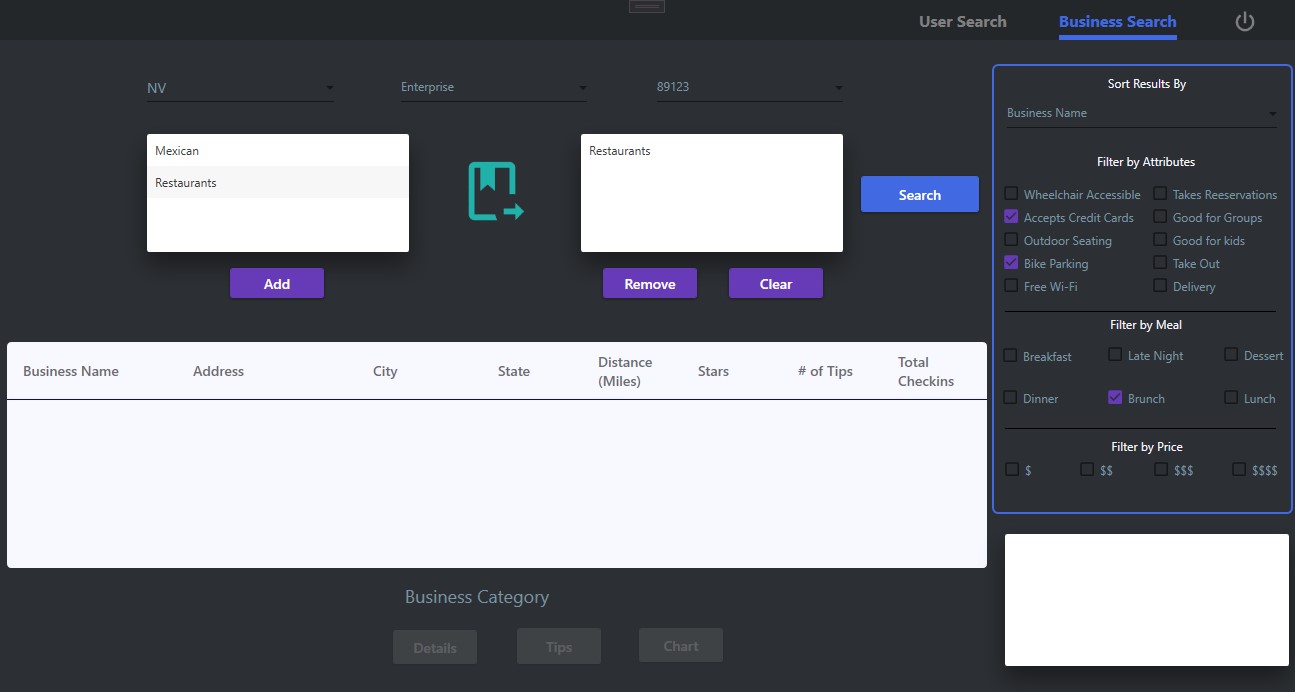 User Search
Business Search
NV
Enterprise
89123
Mexican
Restaurants
Restaurants
Search
Add
Remove
Clear
Business Name
Address
City
State
Distance
(Miles)
Stars
# of Tips
Total
Checkins
Business Category
Details
Tips
Chart
Sort Results By
Business Name
Filter by Attributes
Wheelchair Accessible
Takes Reeservations
Accepts Credit Cards
Good for Groups
Outdoor Seating
Good for kids
Bike Parking
Take Out
Free Wi-Fi
Delivery
Filter by Meal
Breakfast
Late Night
Dessert
Dinner
Brunch
Lunch
Filter by Price
$
$$
$$$
$$$$